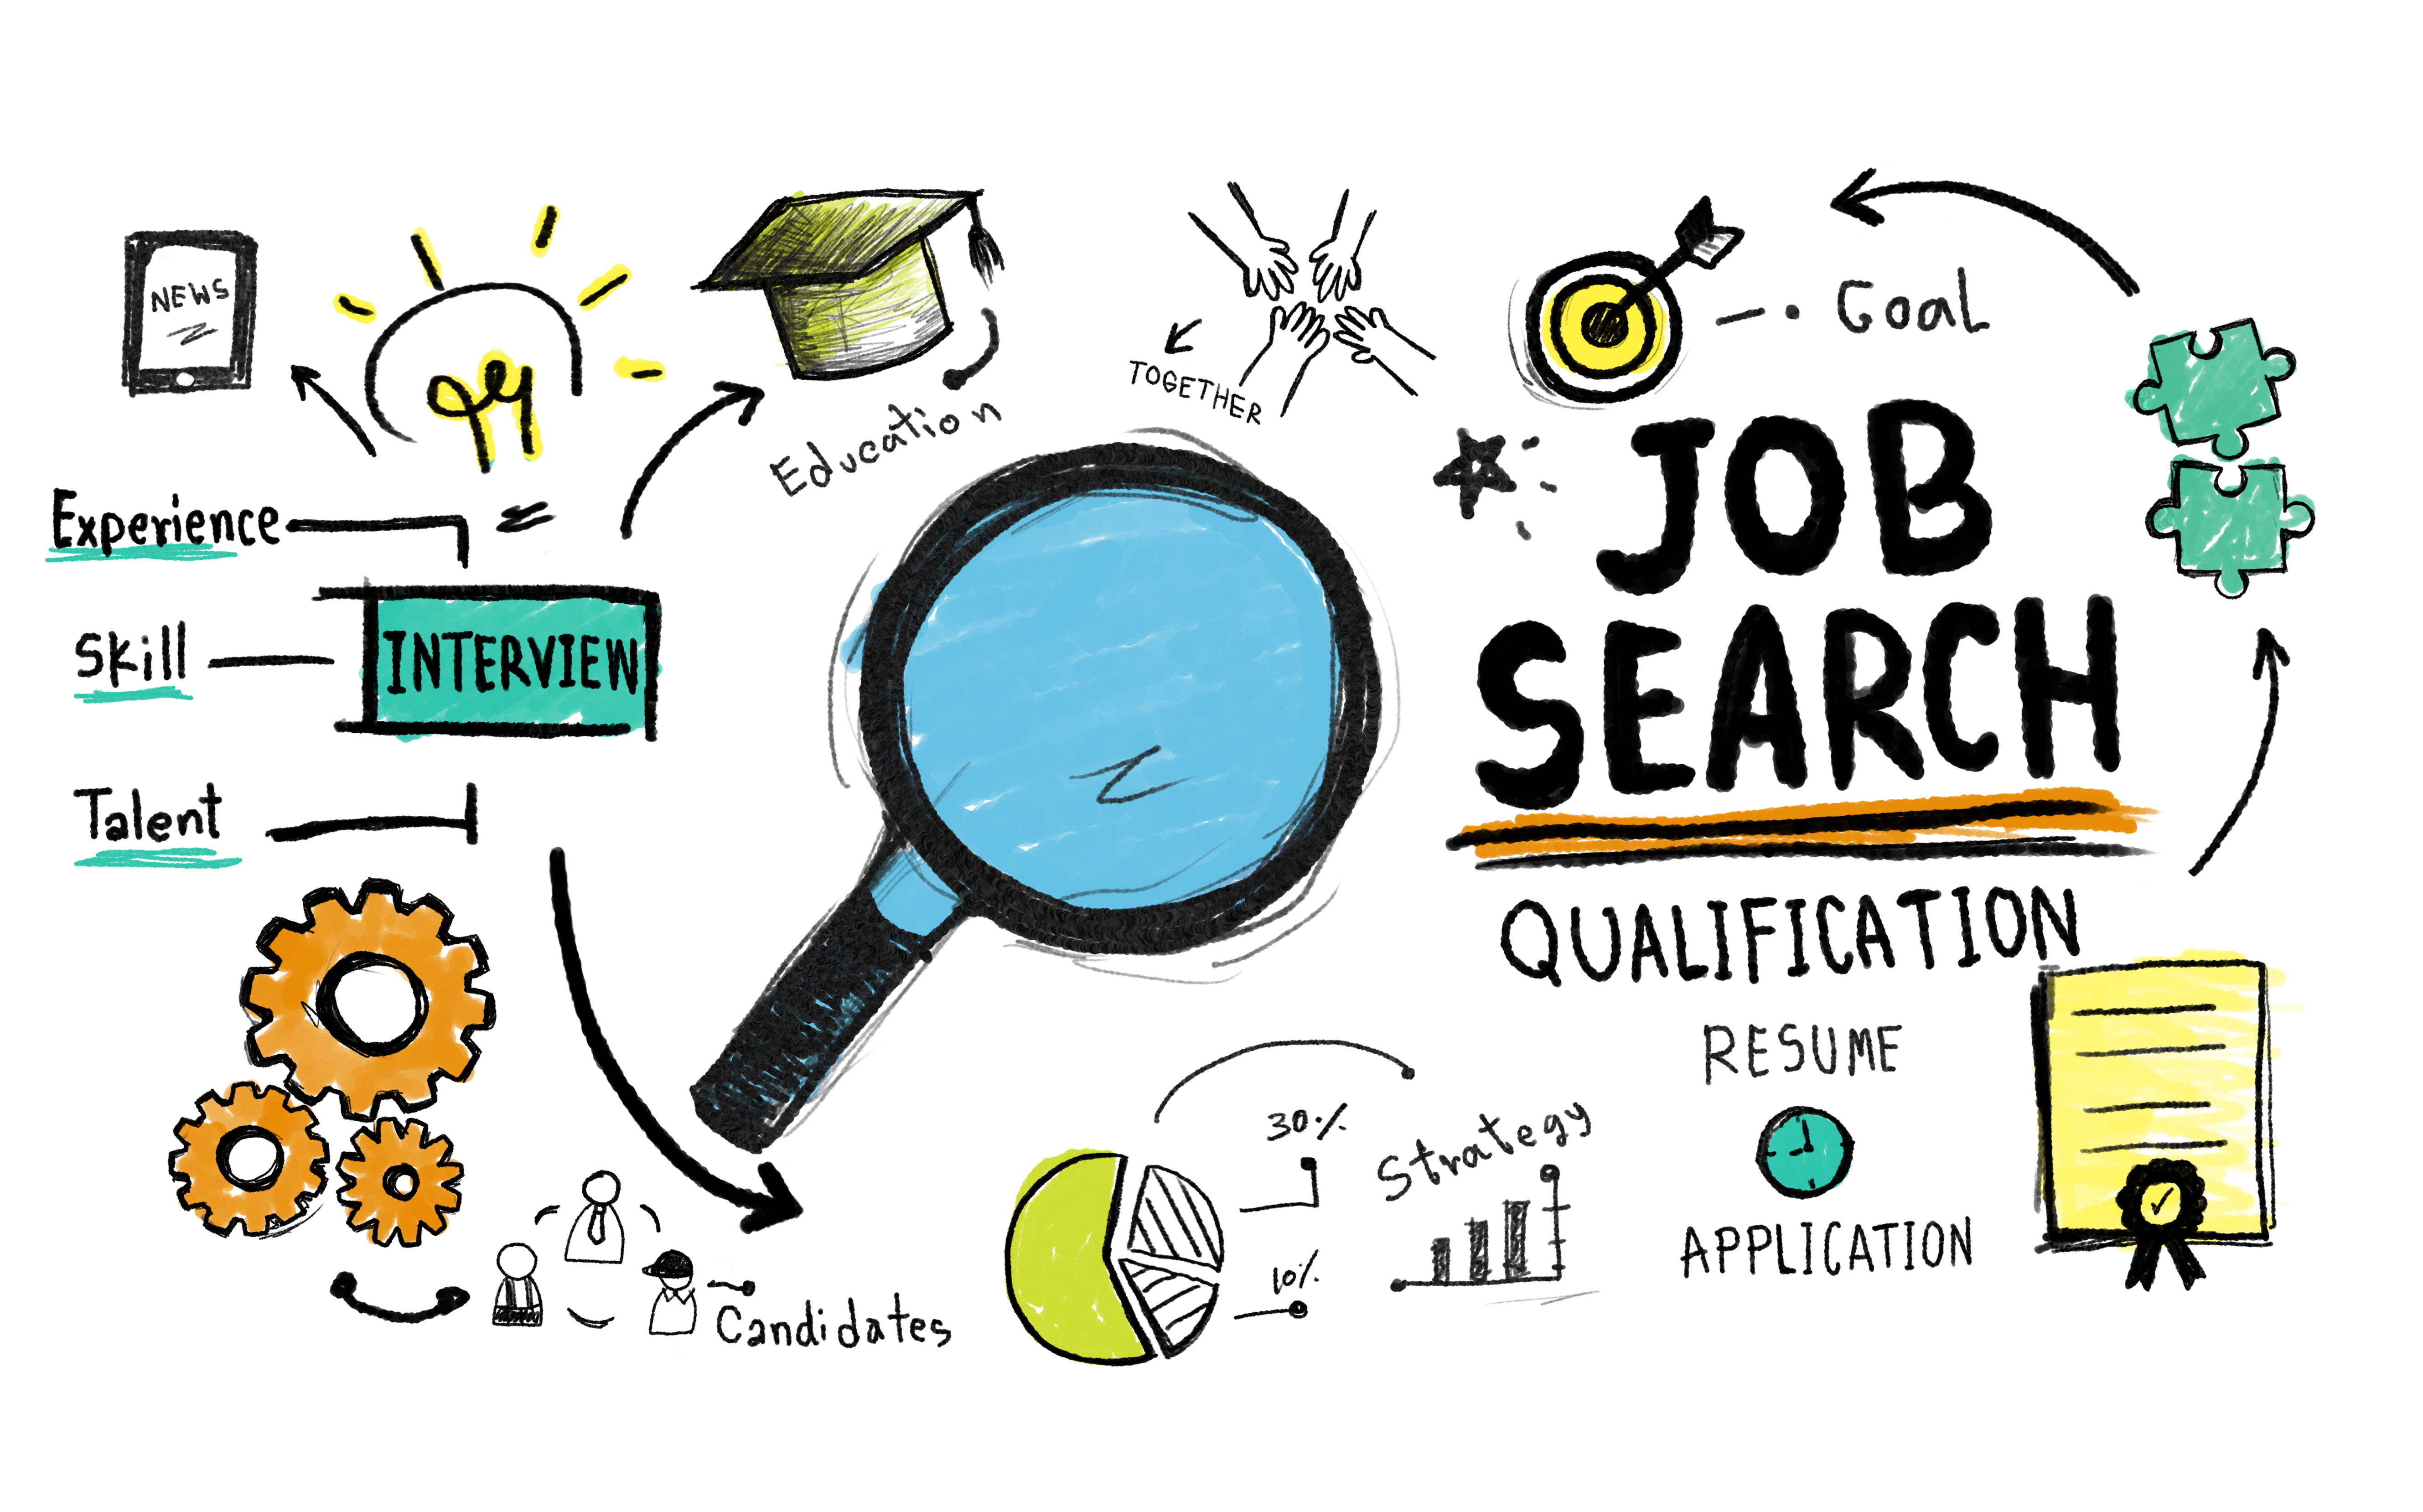 NEWS
Experience
Skill
INTERVIEW
Talent
Education
TOGETHER
Goal
JOB
SEARCH
QUALIFICATION
RESUME
APPLICATION
30%
10%
Strategy
Candidates